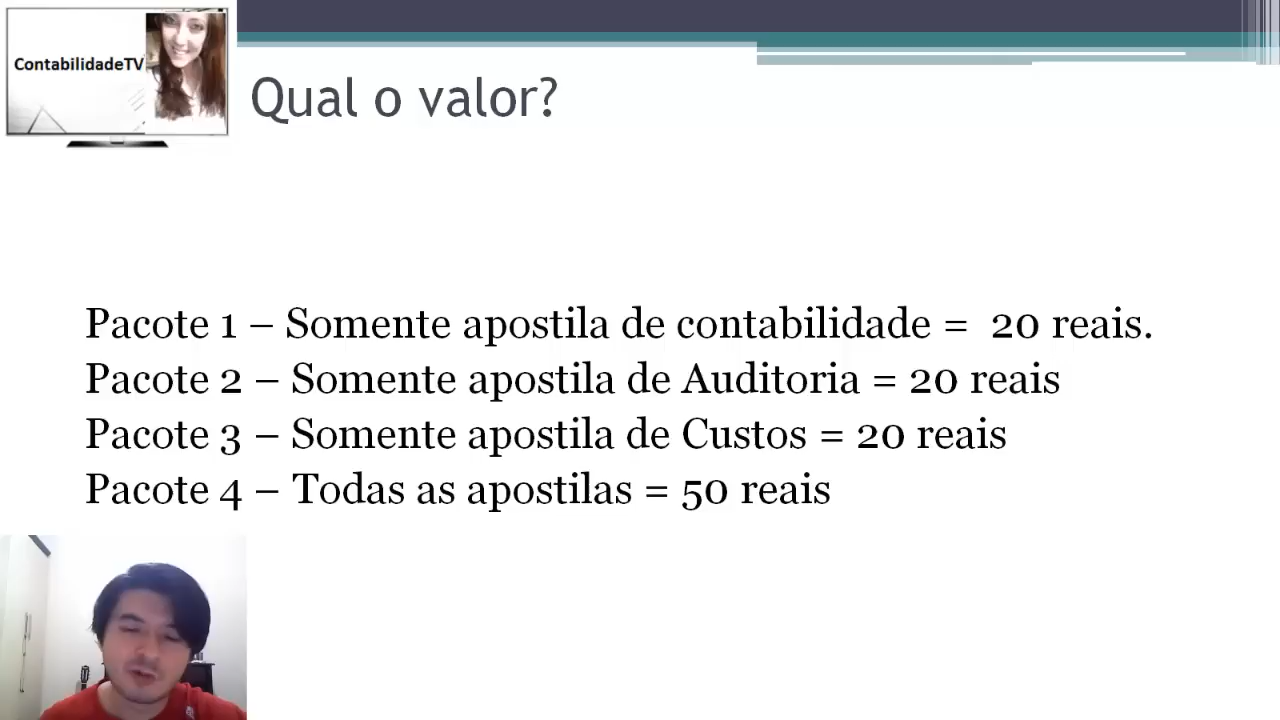 ContabilidadeTV
Qual o valor?
Pacote 1 – Somente apostila de contabilidade =  20 reais.
Pacote 2 – Somente apostila de Auditoria = 20 reais
Pacote 3 – Somente apostila de Custos = 20 reais
Pacote 4 – Todas as apostilas = 50 reais